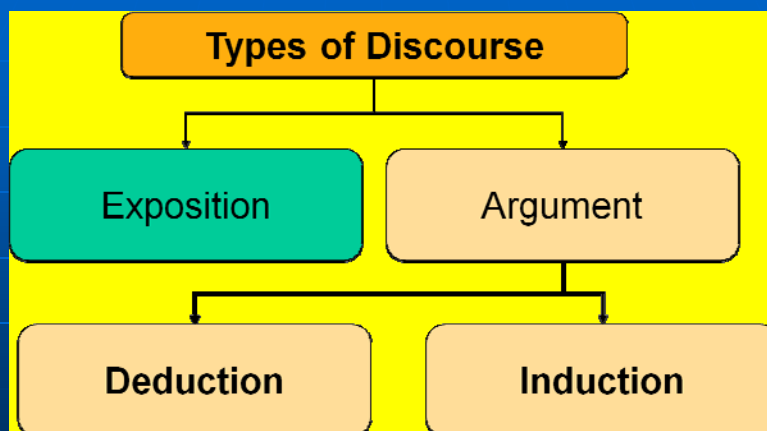 Types of Discourse
Exposition
Argument
Deduction
Induction